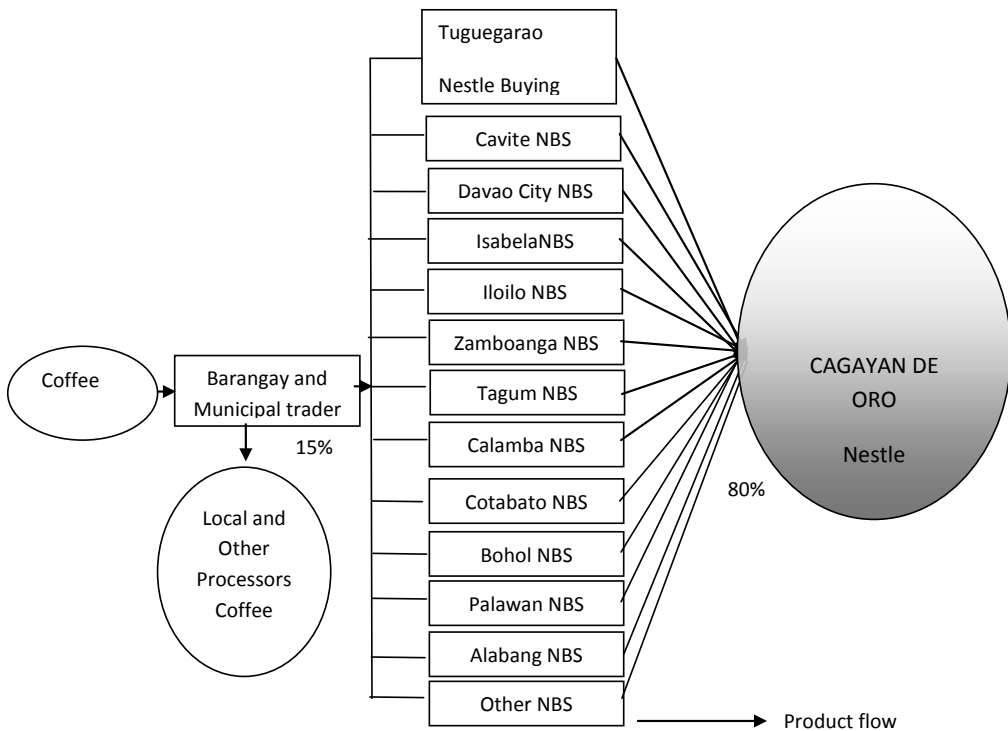 Coffee
Barangay and
Municipal trader
15%
Local and
Other
Processors
Coffee
Tuguegarao
Nestle Buying
Cavite NBS
Davao City NBS
IsabelaNBS
Iloilo NBS
Zamboanga NBS
Tagum NBS
Calamba NBS
Cotabato NBS
Bohol NBS
Palawan NBS
Alabang NBS
Other NBS
80%
CAGAYAN DE
ORO
Nestle
Product flow